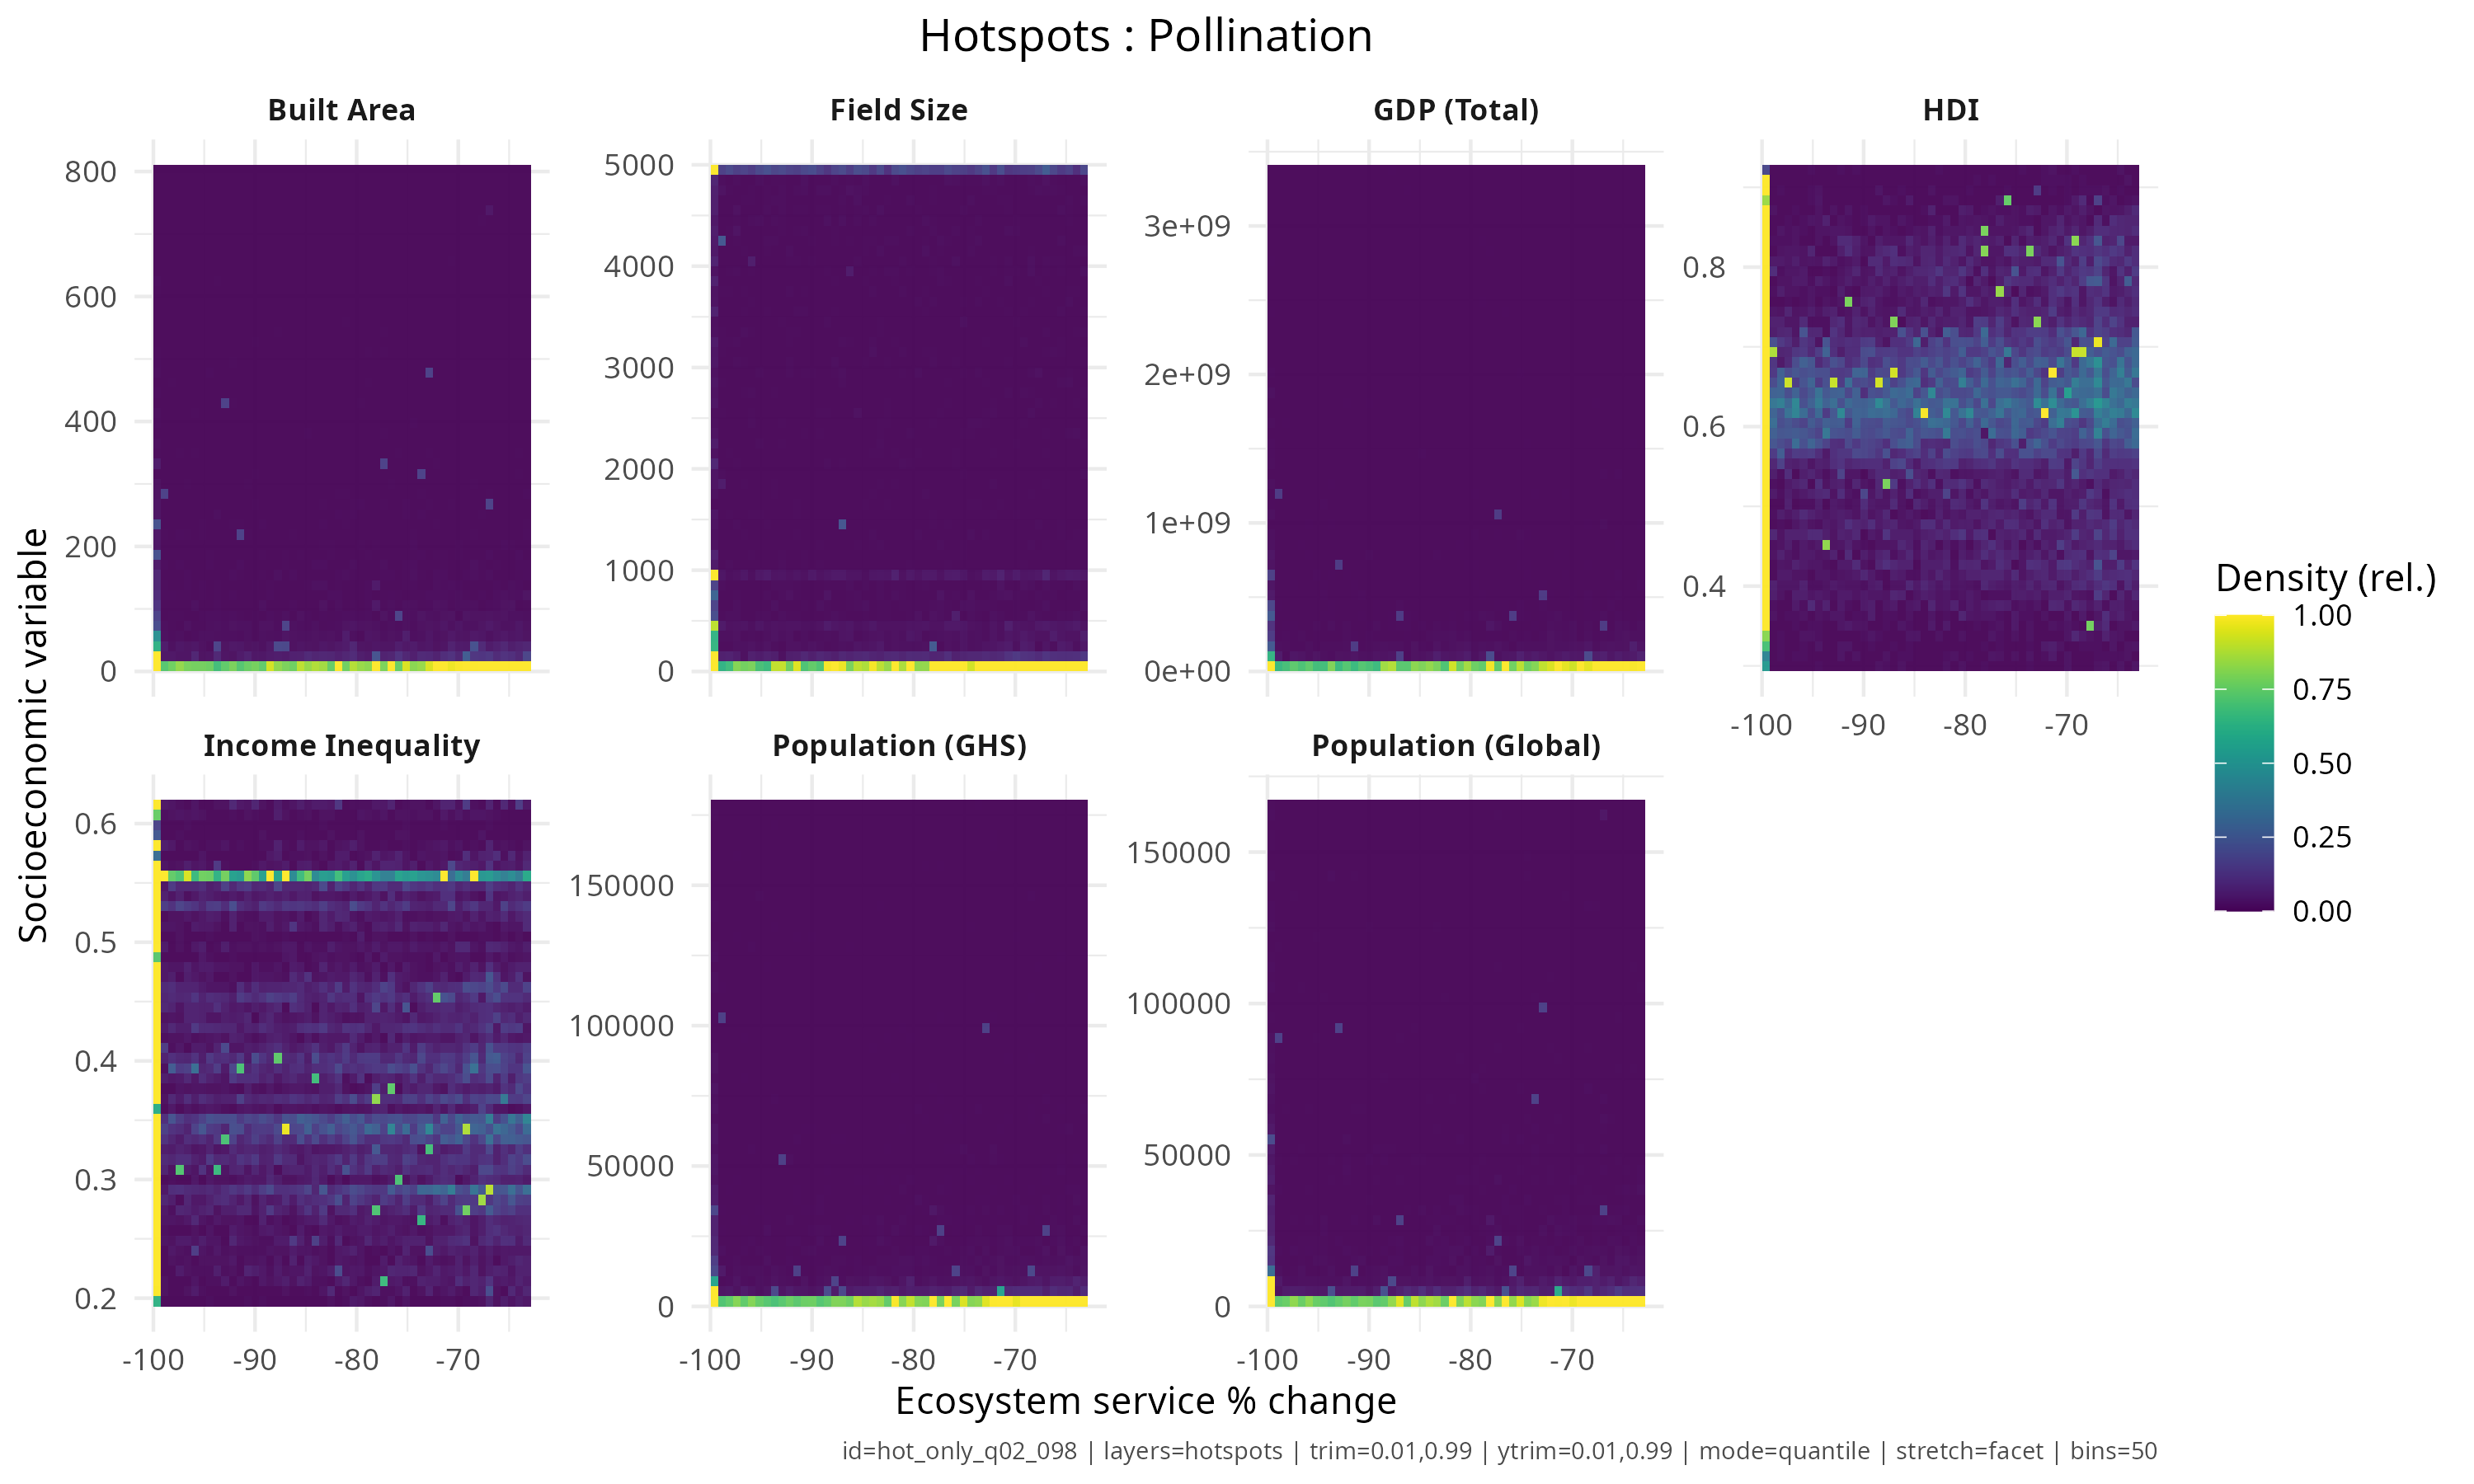 Hotspots : Pollination
Built Area
Field Size
GDP (Total)
HDI
800
600
400
200
0
5000
4000
3000
2000
1000
0
3e+09
2e+09
1e+09
0e+00
0.8
0.6
0.4
-100 -90 -80 -70
Socioeconomic variable
Income Inequality
Population (GHS)
Population (Global)
0.6
0.5
0.4
0.3
0.2
150000
100000
50000
0
150000
100000
50000
0
-100 -90 -80 -70
-100 -90 -80 -70
-100 -90 -80 -70
Ecosystem service % change
Density (rel.)
1.00
0.75
0.50
0.25
0.00
id=hot_only_q02_098 | layers=hotspots | trim=0.01,0.99 | ytrim=0.01,0.99 | mode=quantile | stretch=facet | bins=50